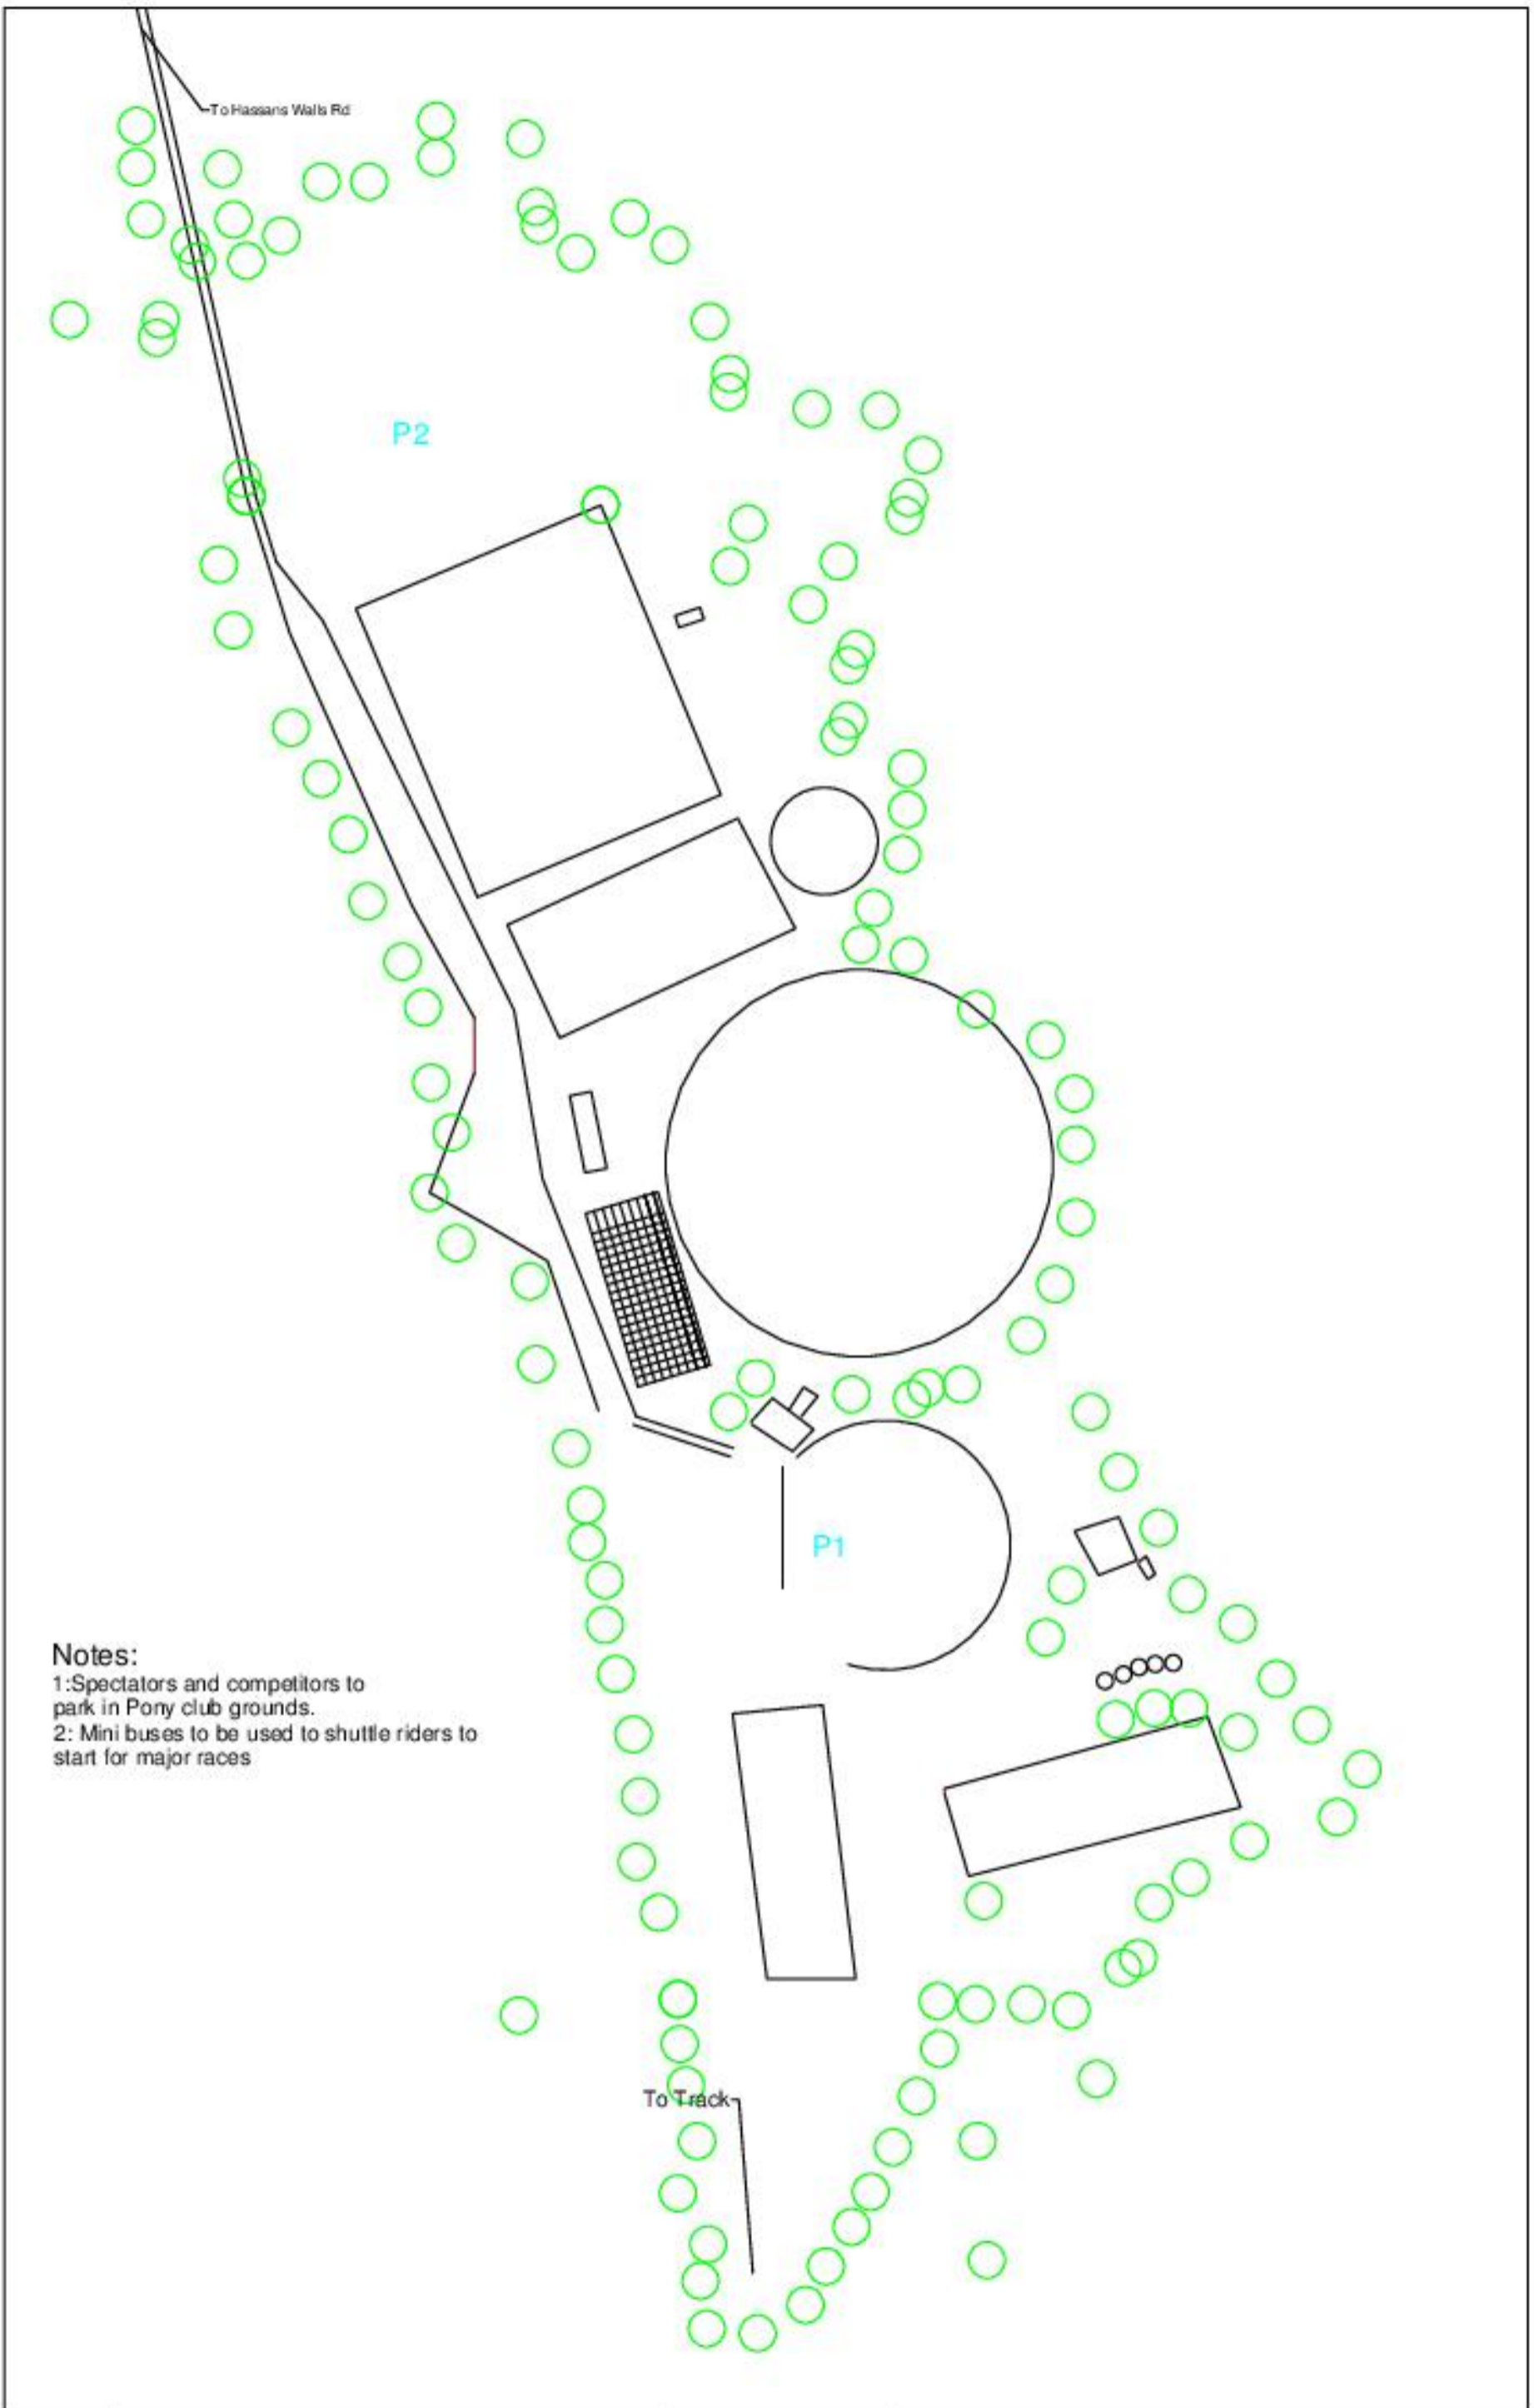 To Hassans Walls Rd
P2
P1
Notes:
1:Spectators and competitors to
park in Pony club grounds.
2: Mini buses to be used to shuttle riders to
start for major races
To Track